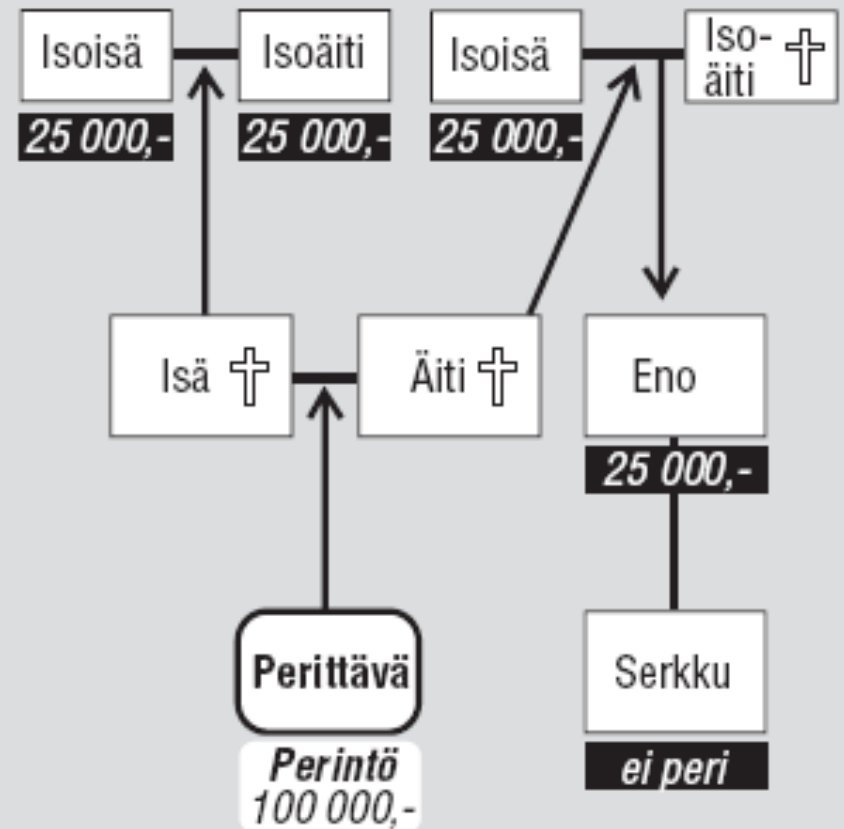 Isoisä
Isoäiti
Isoisä
Iso-
äiti
25 000,-
25 000,-
25 000,-
Isä
Äiti
Eno
25 000,-
Perittävä
Serkku
Perintö
100 000,-
ei peri